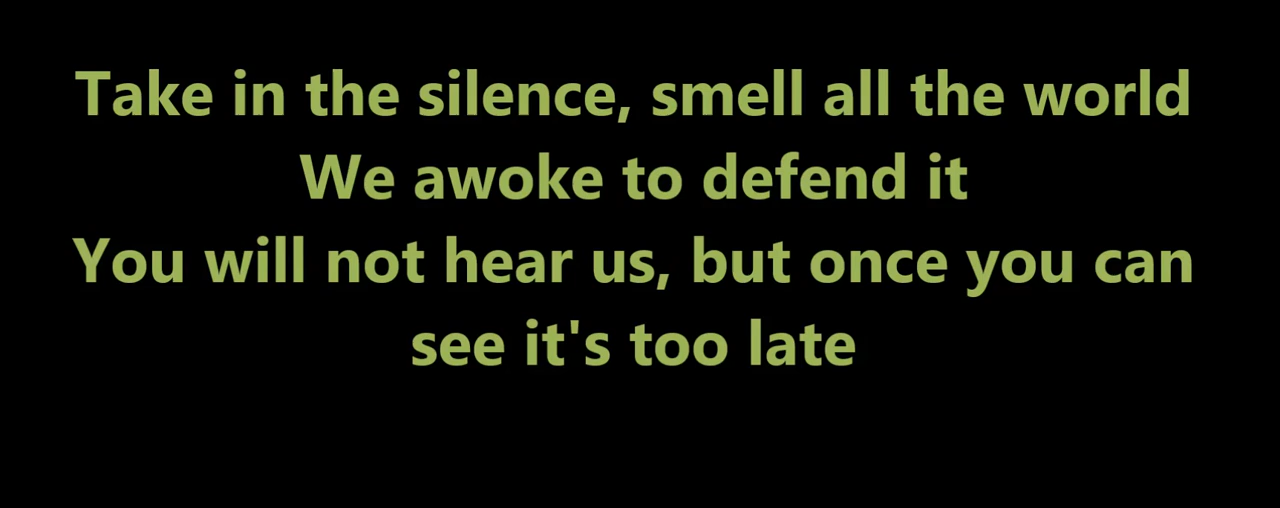 Take in the silence, smell all the world
We awoke to defend it
You will not hear us, but once you can
see it's too late